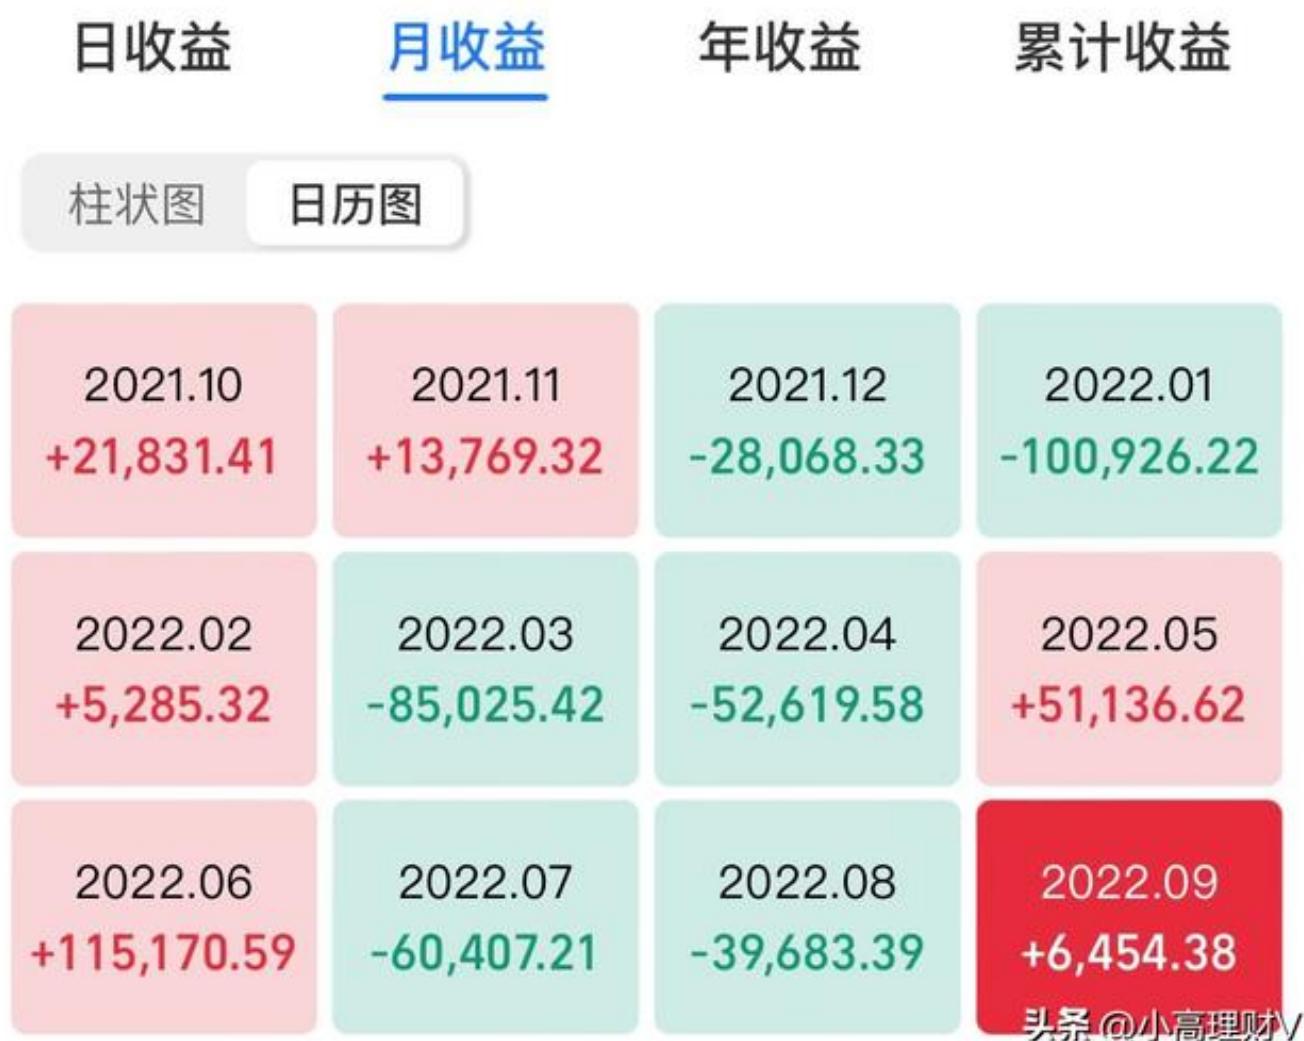 日收益 月收益 年收益 累计收益
柱状图 日历图
2021.10 2021.11 2021.12 2022.01
+21,831.41 +13,769.32 -28,068.33 -100,926.22
2022.02 2022.03 2022.04 2022.05
+5,285.32 -85,025.42 -52,619.58 +51,136.62
2022.06 2022.07 2022.08 2022.09
+115,170.59 -60,407.21 -39,683.39 +6,454.38
头条 @小高理财V